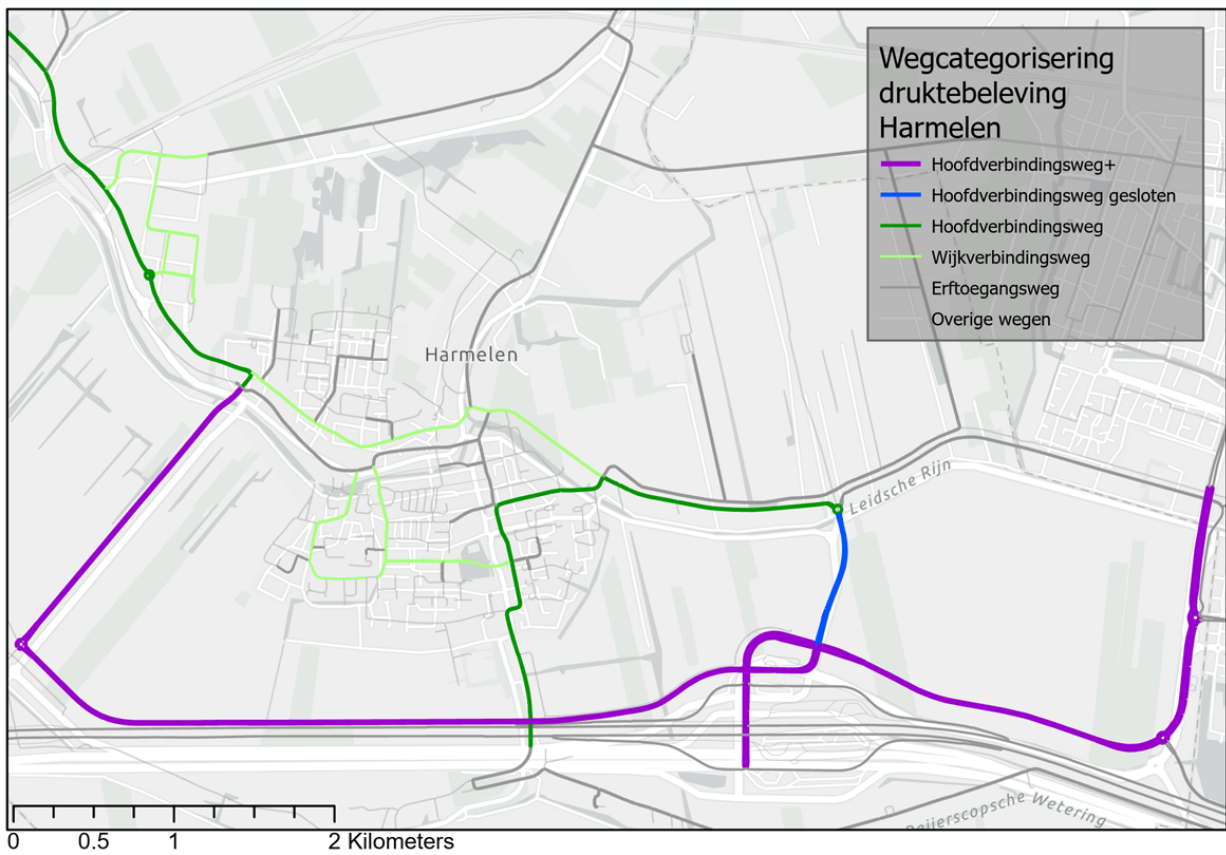 Wegcategorisering
druktebeleving
Harmelen
Hoofdverbindingsweg+
Hoofdverbindingsweg gesloten
Hoofdverbindingsweg
Wijkverbindingsweg
Erftoegangsweg
Overige wegen
Harmelen
Leidsche Rijn
Reijerscopsche Wetering
0 0.5 1 2 Kilometers